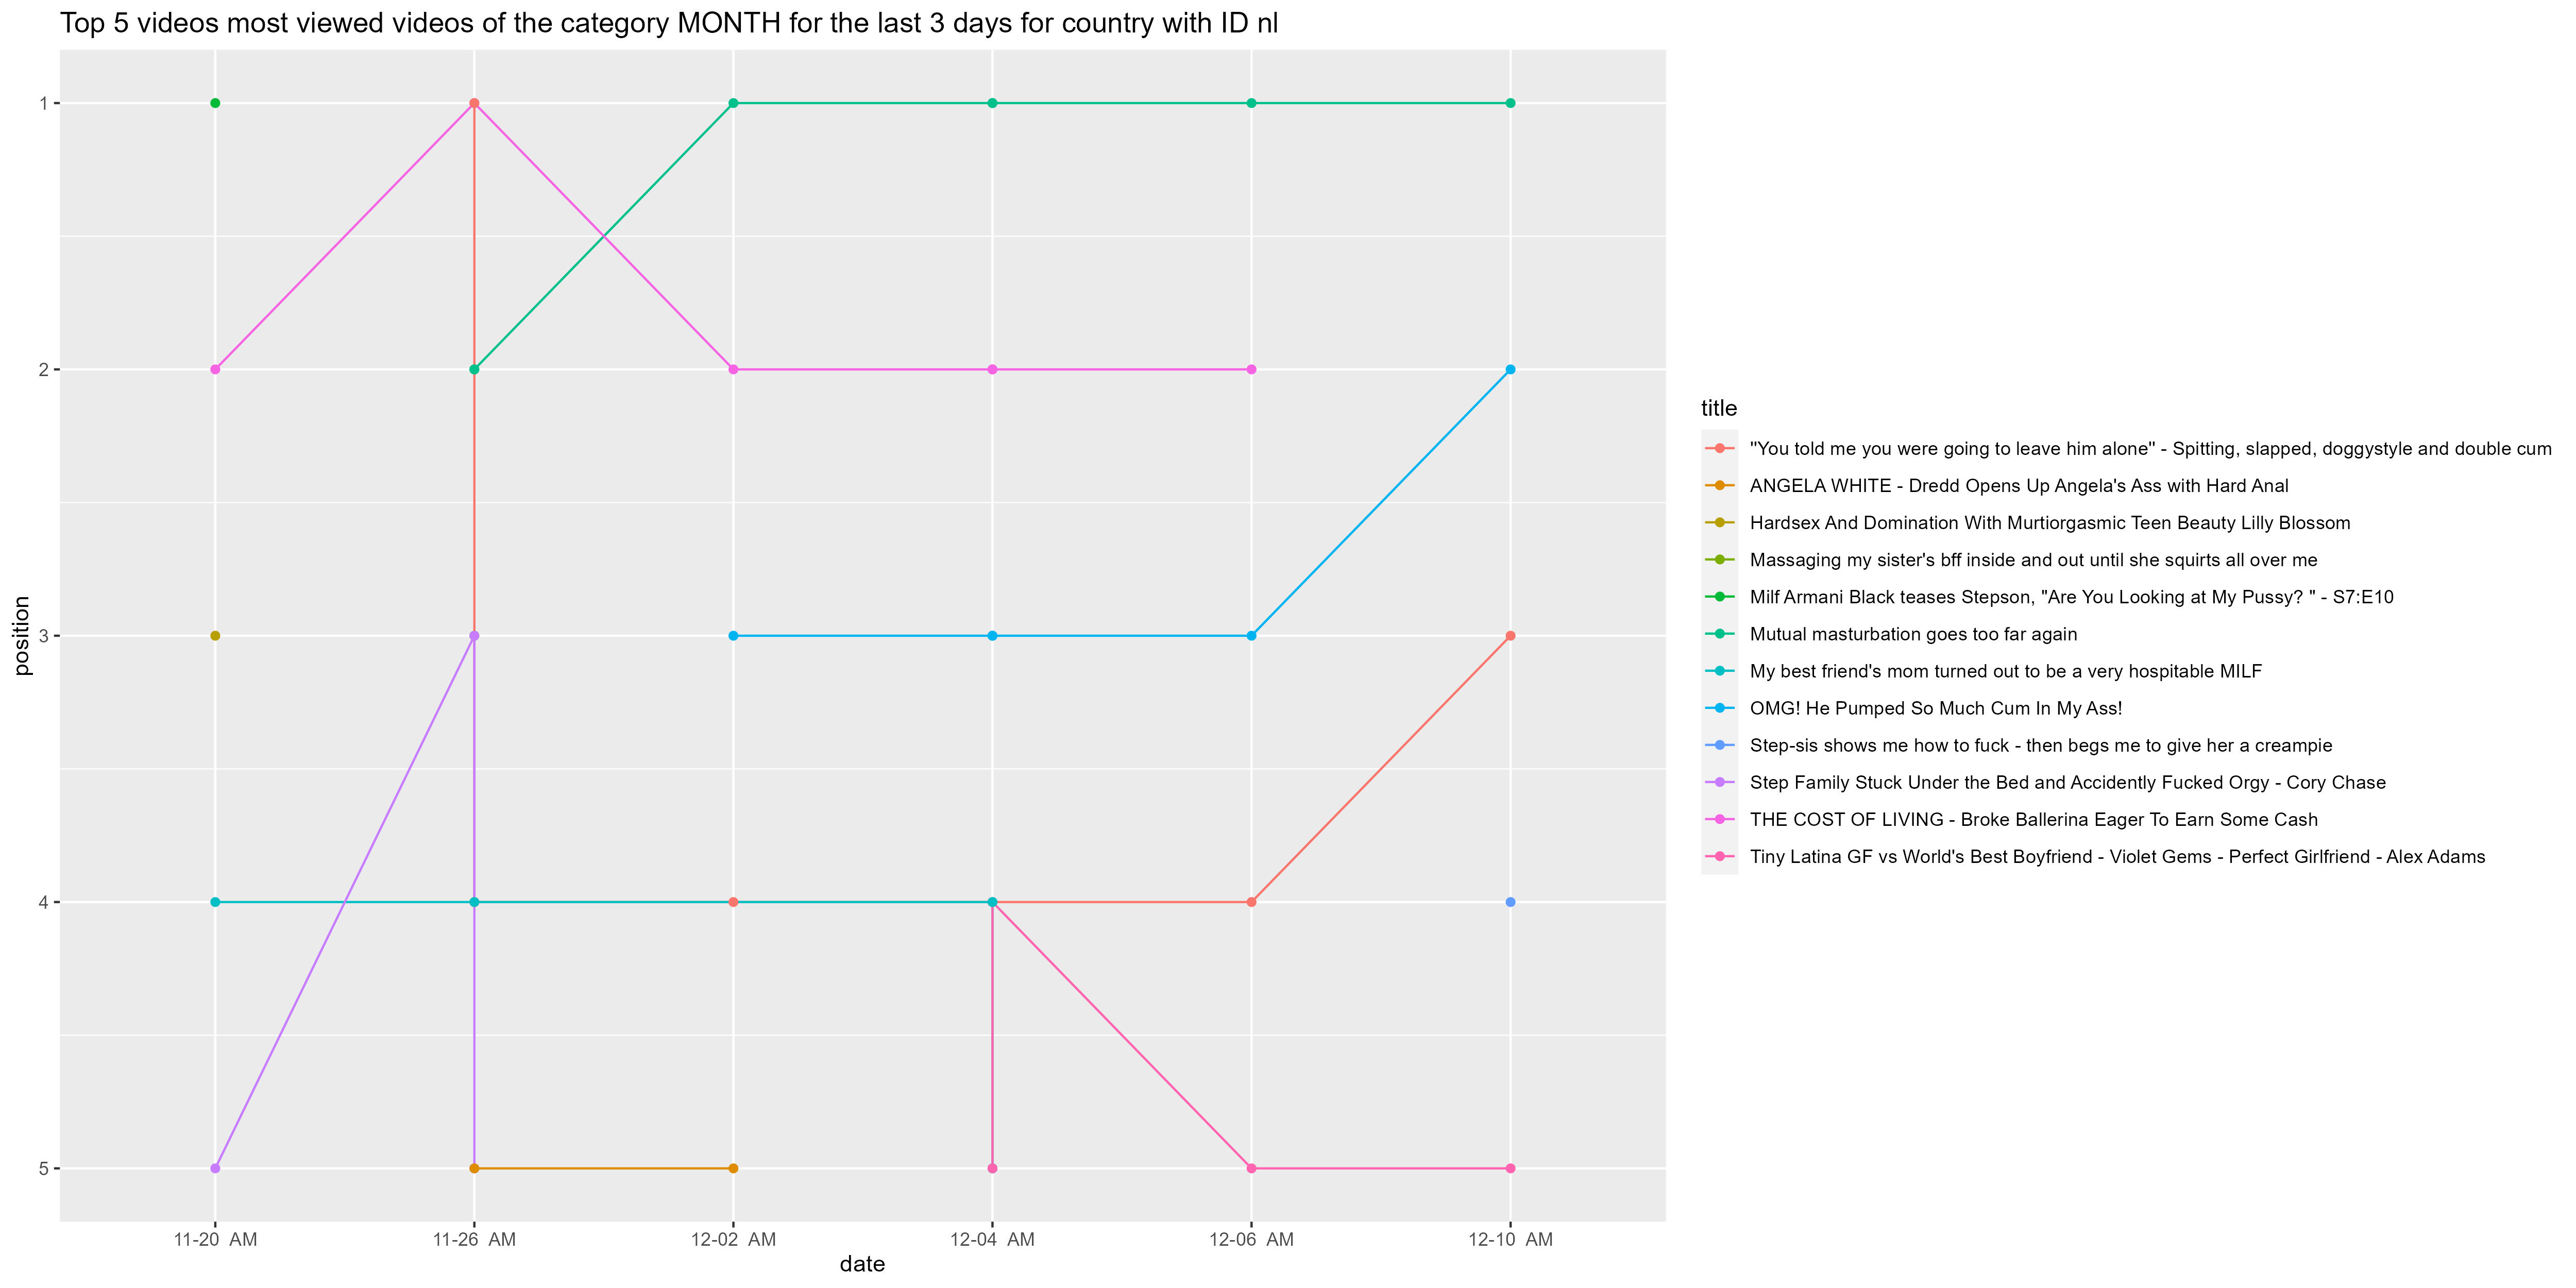 Top 5 videos most viewed videos of the category MONTH for the last 3 days for country with ID nl
1
2
3
4
5
position
11-20 AM
11-26 AM
12-02 AM
12-04 AM
12-06 AM
12-10 AM
date
title
"You told me you were going to leave him alone" - Spitting, slapped, doggystyle and double cum
ANGELA WHITE - Dredd Opens Up Angela's Ass with Hard Anal
Hardsex And Domination With Murtiorgasmic Teen Beauty Lilly Blossom
Massaging my sister's bff inside and out until she squirts all over me
Milf Armani Black teases Stepson, "Are You Looking at My Pussy? " - S7:E10
Mutual masturbation goes too far again
My best friend's mom turned out to be a very hospitable MILF
OMG! He Pumped So Much Cum In My Ass!
Step-sis shows me how to fuck - then begs me to give her a creampie
Step Family Stuck Under the Bed and Accidently Fucked Orgy - Cory Chase
THE COST OF LIVING - Broke Ballerina Eager To Earn Some Cash
Tiny Latina GF vs World's Best Boyfriend - Violet Gems - Perfect Girlfriend - Alex Adams